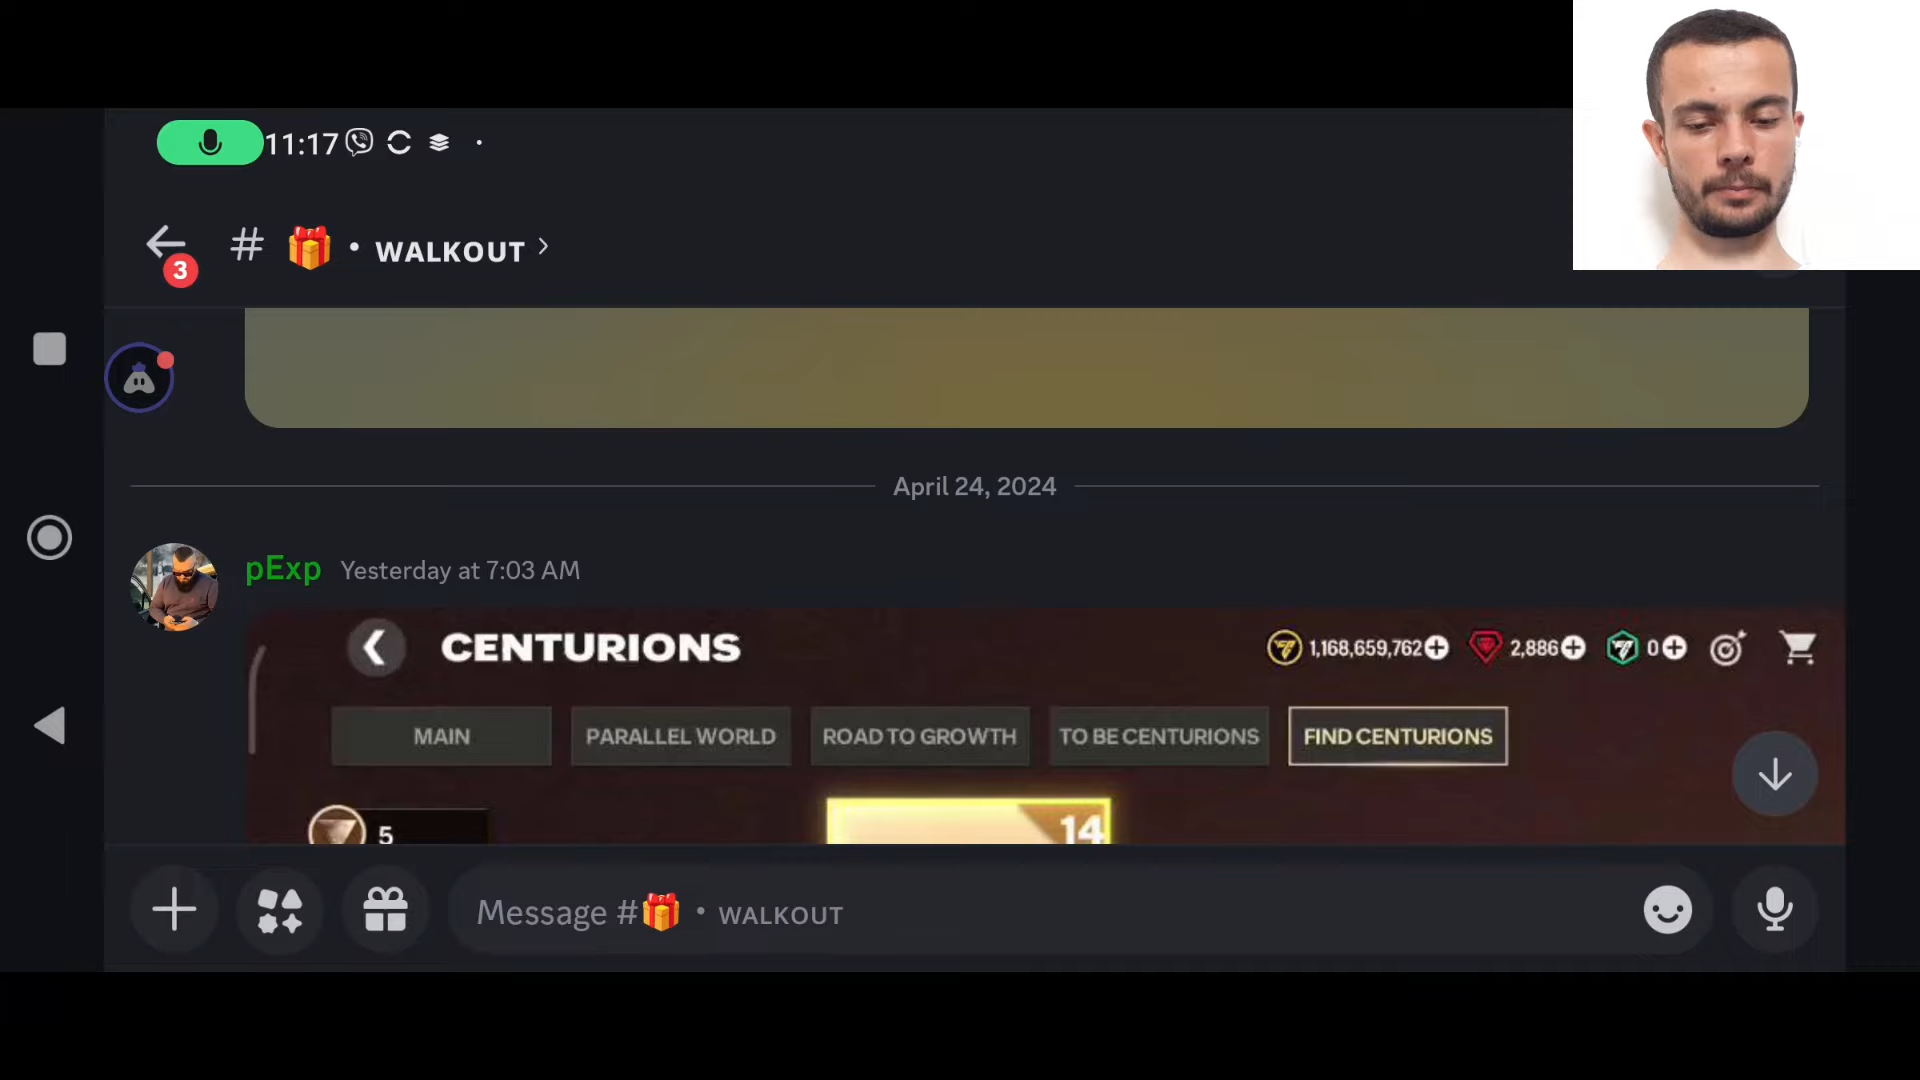 11:17
3
# 🎁 • WALKOUT >
April 24, 2024
pExp Yesterday at 7:03 AM
CENTURIONS 1,168,659,762 2,886 0
MAIN PARALLEL WORLD ROAD TO GROWTH TO BE CENTURIONS FIND CENTURIONS
5 14
Message #🎁 • WALKOUT